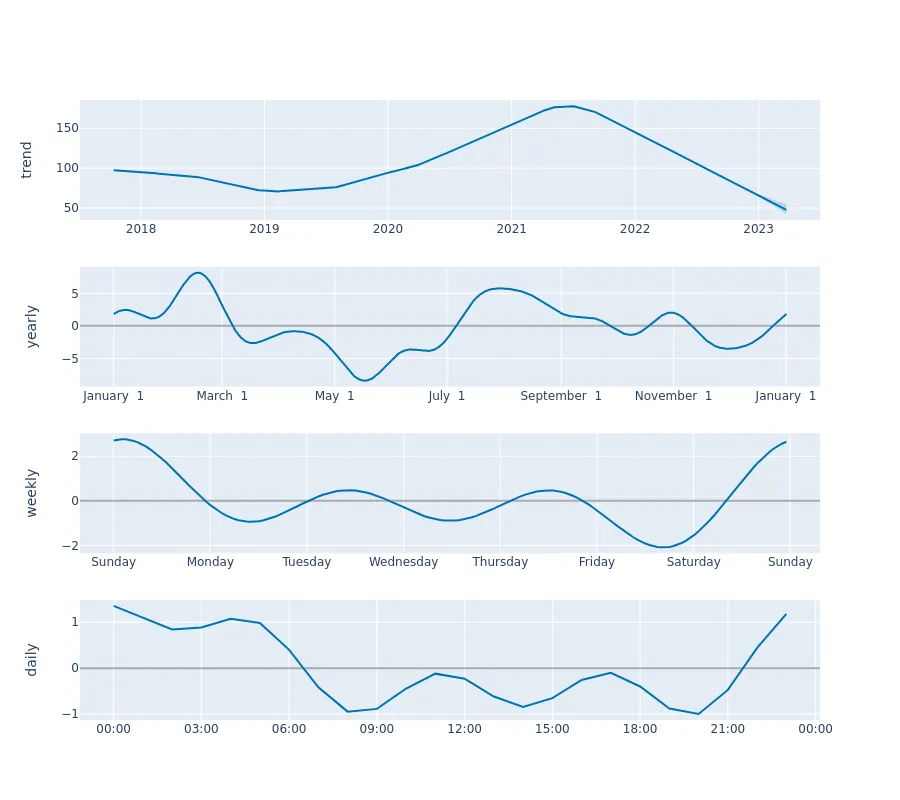 trend
150
100
50
2018 2019 2020 2021 2022 2023
yearly
5
0
−5
January 1 March 1 May 1 July 1 September 1 November 1 January 1
weekly
2
0
−2
Sunday Monday Tuesday Wednesday Thursday Friday Saturday Sunday
daily
1
0
−1
00:00 03:00 06:00 09:00 12:00 15:00 18:00 21:00 00:00